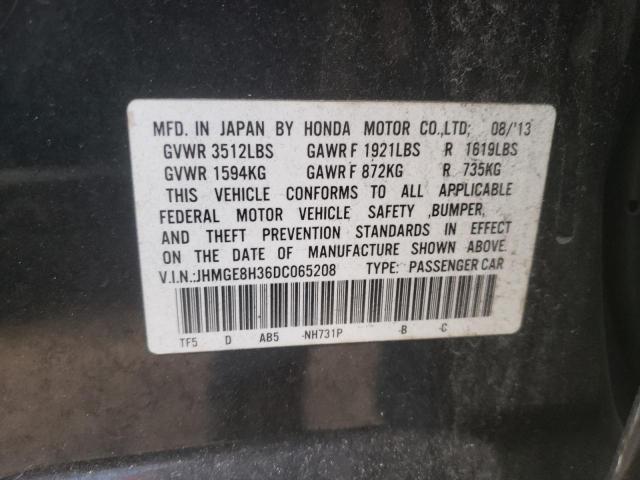 MFD. IN JAPAN BY HONDA MOTOR CO.,LTD; 08/'13
GVWR 3512LBS GAWR F 1921LBS R 1619LBS
GVWR 1594KG GAWR F 872KG R 735KG
THIS VEHICLE CONFORMS TO ALL APPLICABLE
FEDERAL MOTOR VEHICLE SAFETY ,BUMPER,
AND THEFT PREVENTION STANDARDS IN EFFECT
ON THE DATE OF MANUFACTURE SHOWN ABOVE.
V.I.N.:JHMGE8H36DC065208 TYPE: PASSENGER CAR
TF5 D AB5 -NH731P -B -C